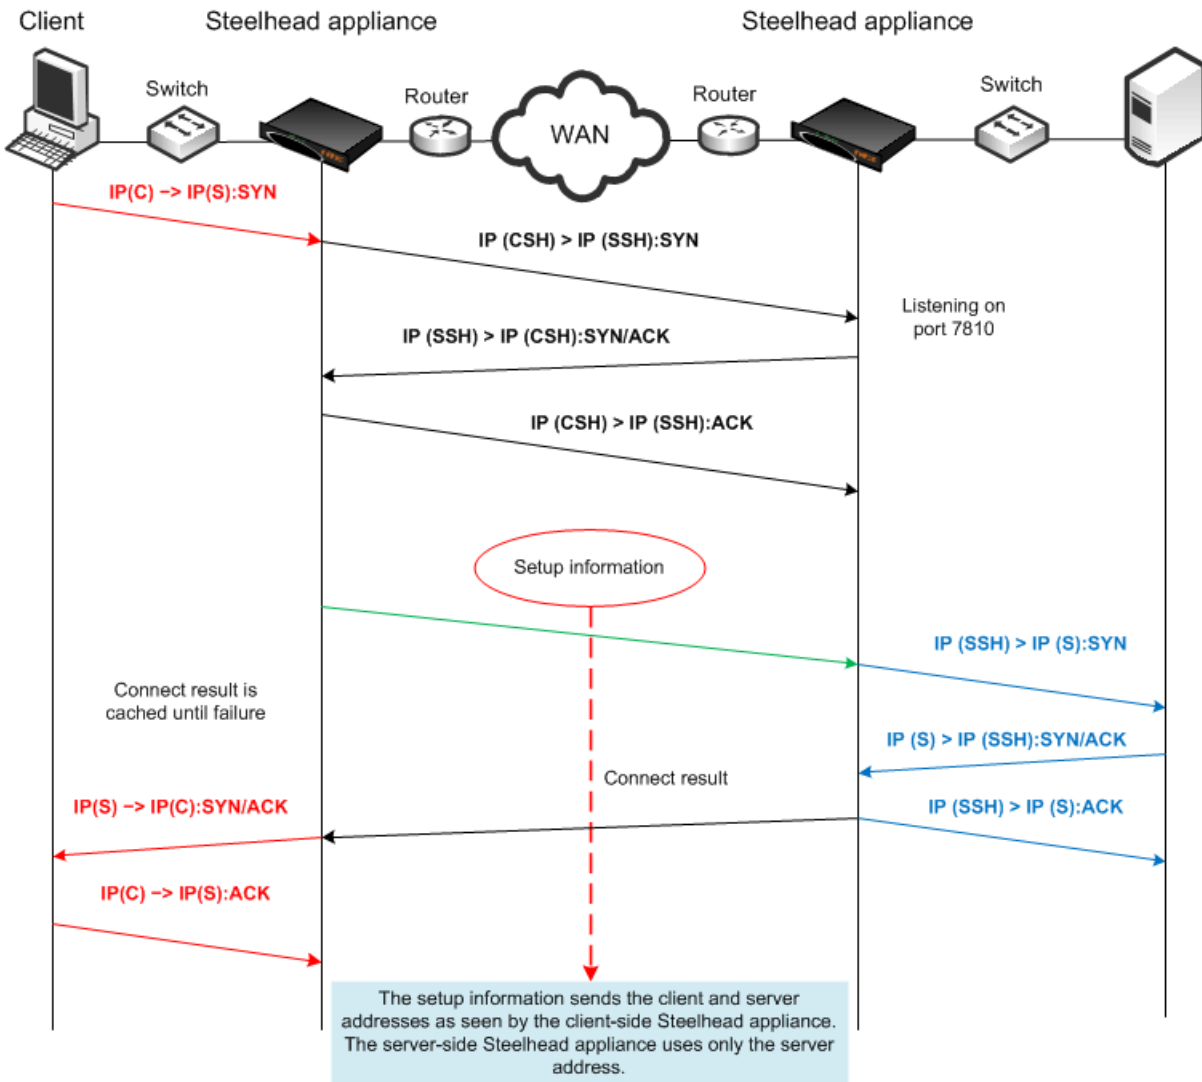 Client
Steelhead appliance
Steelhead appliance
Switch
Router
WAN
Router
Switch
IP(C) −> IP(S):SYN
IP (CSH) > IP (SSH):SYN
Listening on
port 7810
IP (SSH) > IP (CSH):SYN/ACK
IP (CSH) > IP (SSH):ACK
Setup information
IP (SSH) > IP (S):SYN
Connect result is
cached until failure
IP (S) > IP (SSH):SYN/ACK
Connect result
IP(S) −> IP(C):SYN/ACK
IP (SSH) > IP (S):ACK
IP(C) −> IP(S):ACK
The setup information sends the client and server
addresses as seen by the client-side Steelhead appliance.
The server-side Steelhead appliance uses only the server
address.